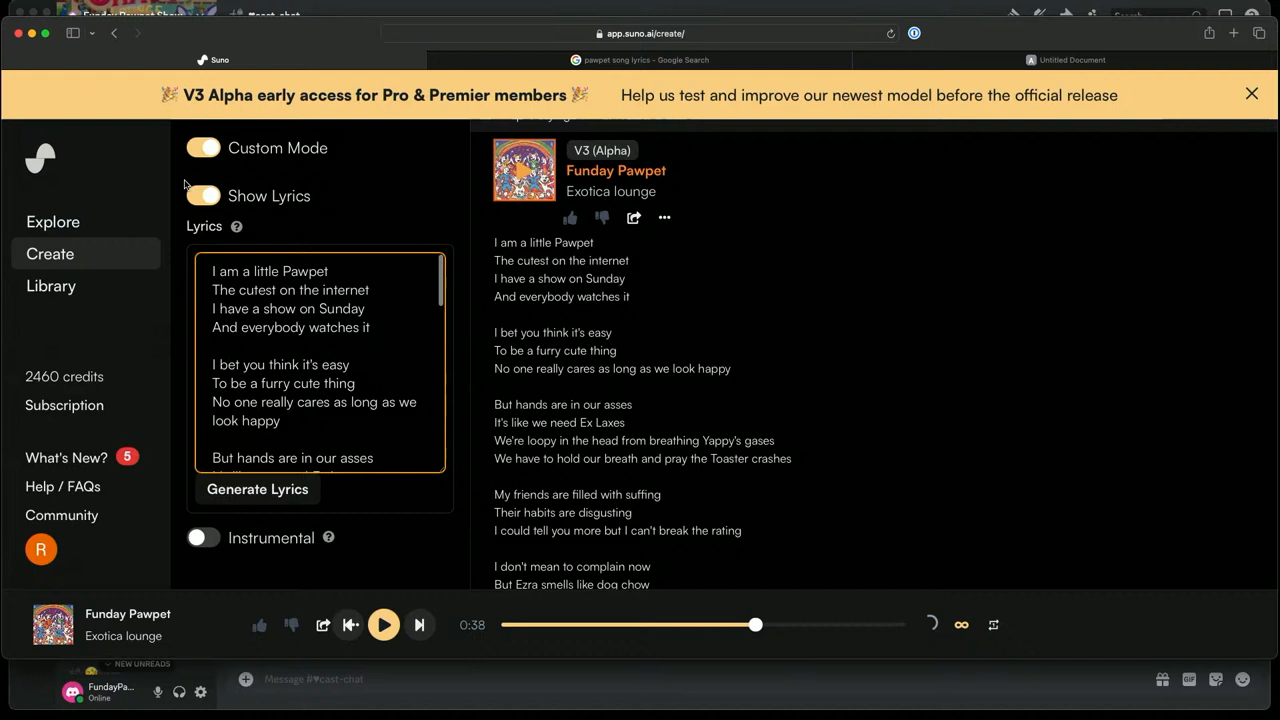 Funday Pawpet Show
#♥cast-chat
Search
app.suno.ai/create/
Suno
pawpet song lyrics - Google Search
A Untitled Document
🎉 V3 Alpha early access for Pro & Premier members 🎉 Help us test and improve our newest model before the official release
Explore
Create
Library
2460 credits
Subscription
What's New? 5
Help / FAQs
Community
R
Custom Mode
Show Lyrics
Lyrics ?
I am a little Pawpet
The cutest on the internet
I have a show on Sunday
And everybody watches it
I bet you think it's easy
To be a furry cute thing
No one really cares as long as we
look happy
But hands are in our asses
Generate Lyrics
Instrumental ?
V3 (Alpha)
Funday Pawpet
Exotica lounge
I am a little Pawpet
The cutest on the internet
I have a show on Sunday
And everybody watches it
I bet you think it's easy
To be a furry cute thing
No one really cares as long as we look happy
But hands are in our asses
It's like we need Ex Laxes
We're loopy in the head from breathing Yappy's gases
We have to hold our breath and pray the Toaster crashes
My friends are filled with suffing
Their habits are disgusting
I could tell you more but I can't break the rating
I don't mean to complain now
But Ezra smells like dog chow
Funday Pawpet
Exotica lounge
0:38
NEW UNREADS
FundayPa...
Online
Message #♥cast-chat
GIF